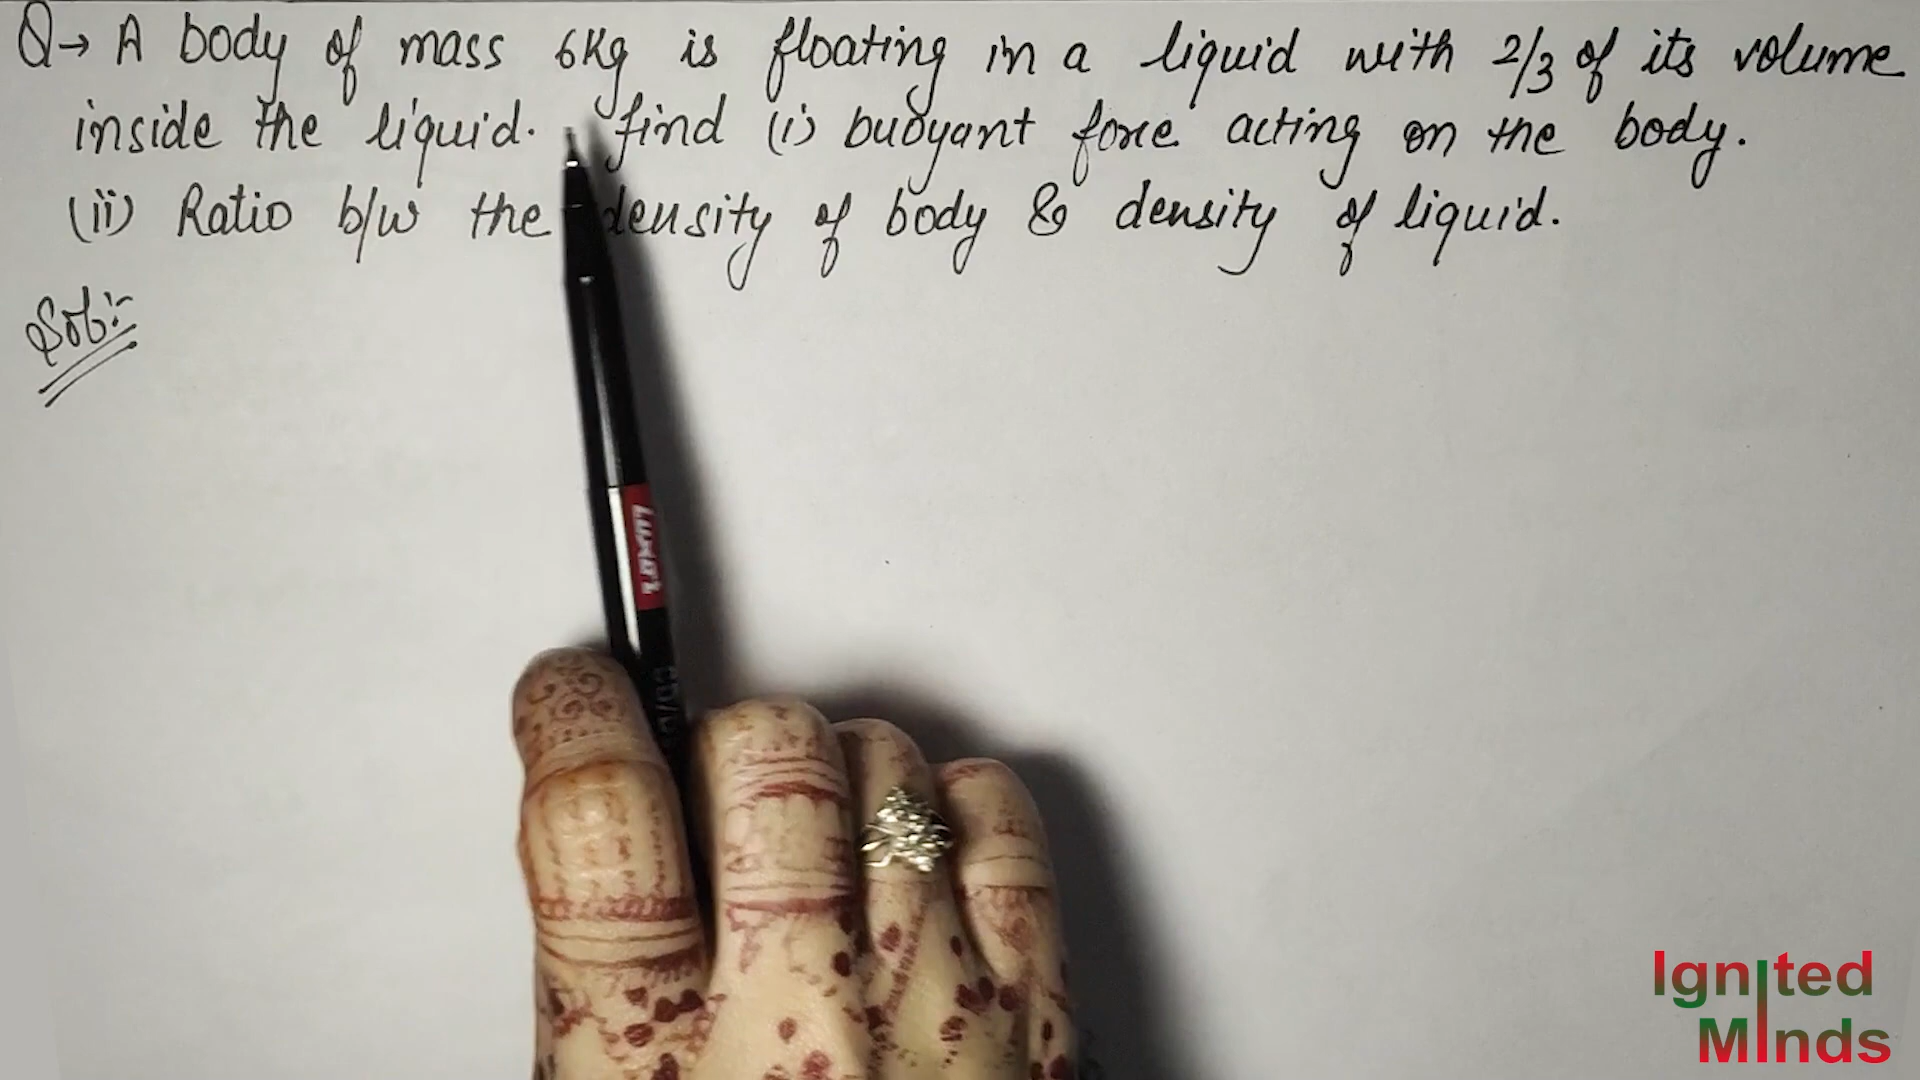 Q→ A body of mass 6Kg is floating in a liquid with 2/3 of its volume
inside the liquid. find (i) buoyant force acting on the body.
(ii) Ratio b/w the density of body & density of liquid.
Sol:-
LUXOR
Ignited
Minds